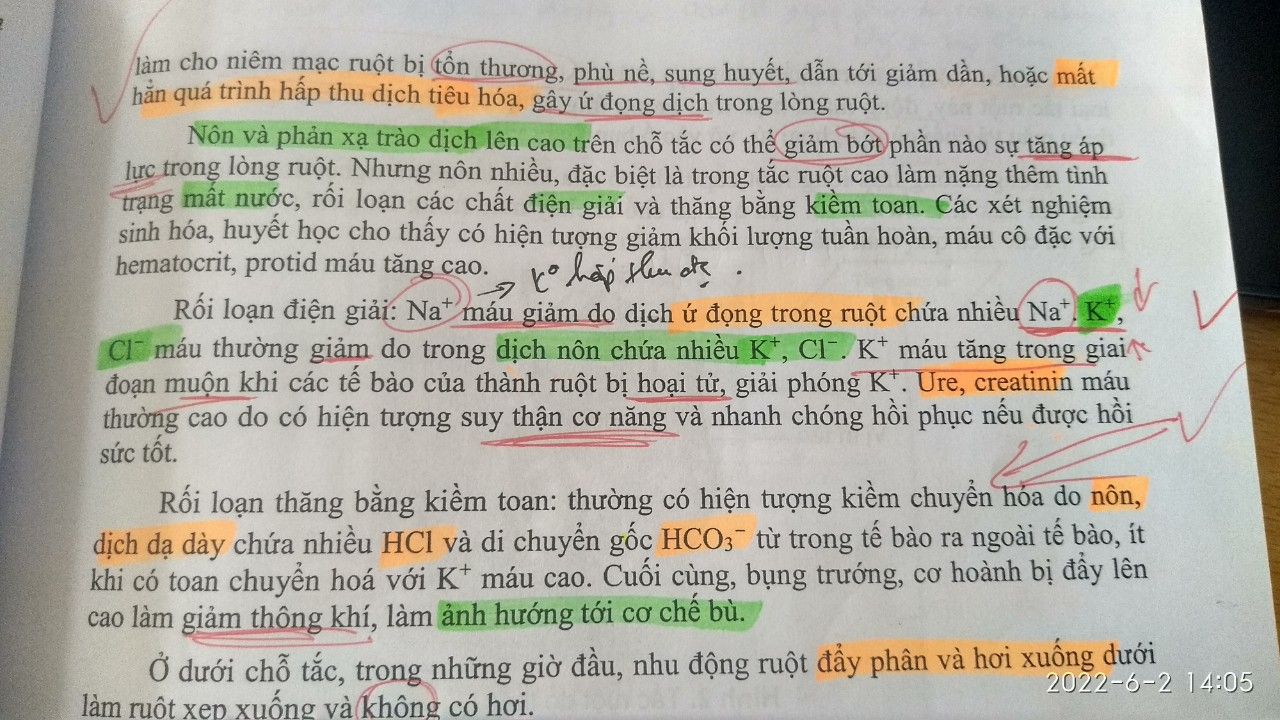 làm cho niêm mạc ruột bị tổn thương, phù nề, sung huyết, dẫn tới giảm dần, hoặc mất
hẳn quá trình hấp thu dịch tiêu hóa, gây ứ đọng dịch trong lòng ruột.
Nôn và phản xạ trào dịch lên cao trên chỗ tắc có thể giảm bớt phần nào sự tăng áp
lực trong lòng ruột. Nhưng nôn nhiều, đặc biệt là trong tắc ruột cao làm nặng thêm tình
trạng mất nước, rối loạn các chất điện giải và thăng bằng kiềm toan. Các xét nghiệm
sinh hóa, huyết học cho thấy có hiện tượng giảm khối lượng tuần hoàn, máu cô đặc với
hematocrit, protid máu tăng cao.
→ hấp thu
Rối loạn điện giải: Na⁺ máu giảm do dịch ứ đọng trong ruột chứa nhiều Na⁺. K⁺,
Cl⁻ máu thường giảm do trong dịch nôn chứa nhiều K⁺, Cl⁻. K⁺ máu tăng trong giai
đoạn muộn khi các tế bào của thành ruột bị hoại tử, giải phóng K⁺. Ure, creatinin máu
thường cao do có hiện tượng suy thận cơ năng và nhanh chóng hồi phục nếu được hồi
sức tốt.
Rối loạn thăng bằng kiềm toan: thường có hiện tượng kiềm chuyển hóa do nôn,
dịch dạ dày chứa nhiều HCl và di chuyển gốc HCO₃⁻ từ trong tế bào ra ngoài tế bào, ít
khi có toan chuyển hoá với K⁺ máu cao. Cuối cùng, bụng trướng, cơ hoành bị đẩy lên
cao làm giảm thông khí, làm ảnh hướng tới cơ chế bù.
Ở dưới chỗ tắc, trong những giờ đầu, nhu động ruột đẩy phân và hơi xuống dưới
làm ruột xẹp xuống và không có hơi.
2022-6-2 14:05